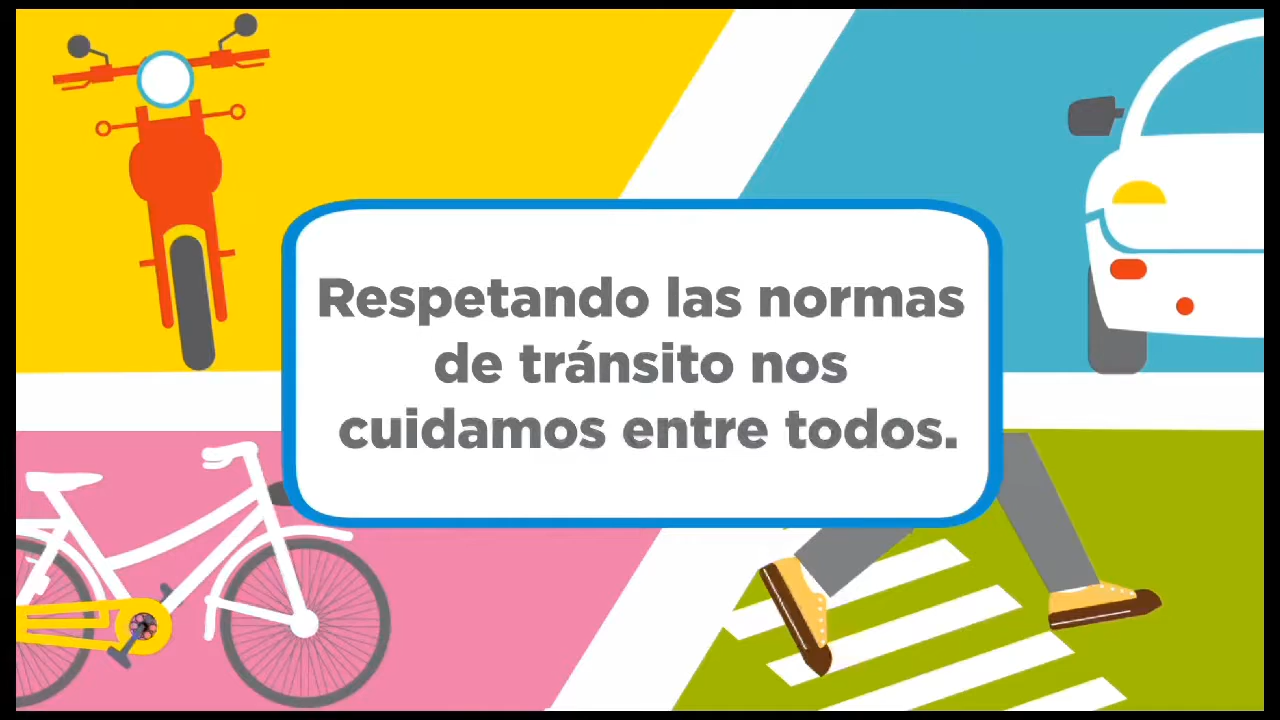 Respetando las normas
de tránsito nos
cuidamos entre todos.